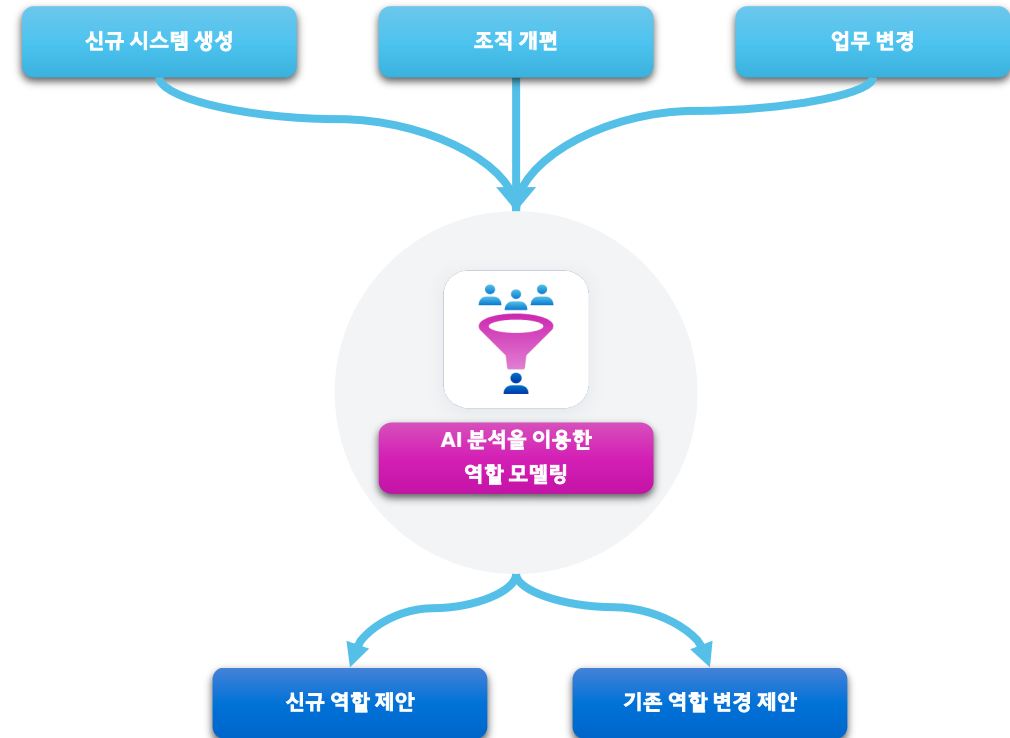 신규 시스템 생성
조직 개편
업무 변경
AI 분석을 이용한
역할 모델링
신규 역할 제안
기존 역할 변경 제안